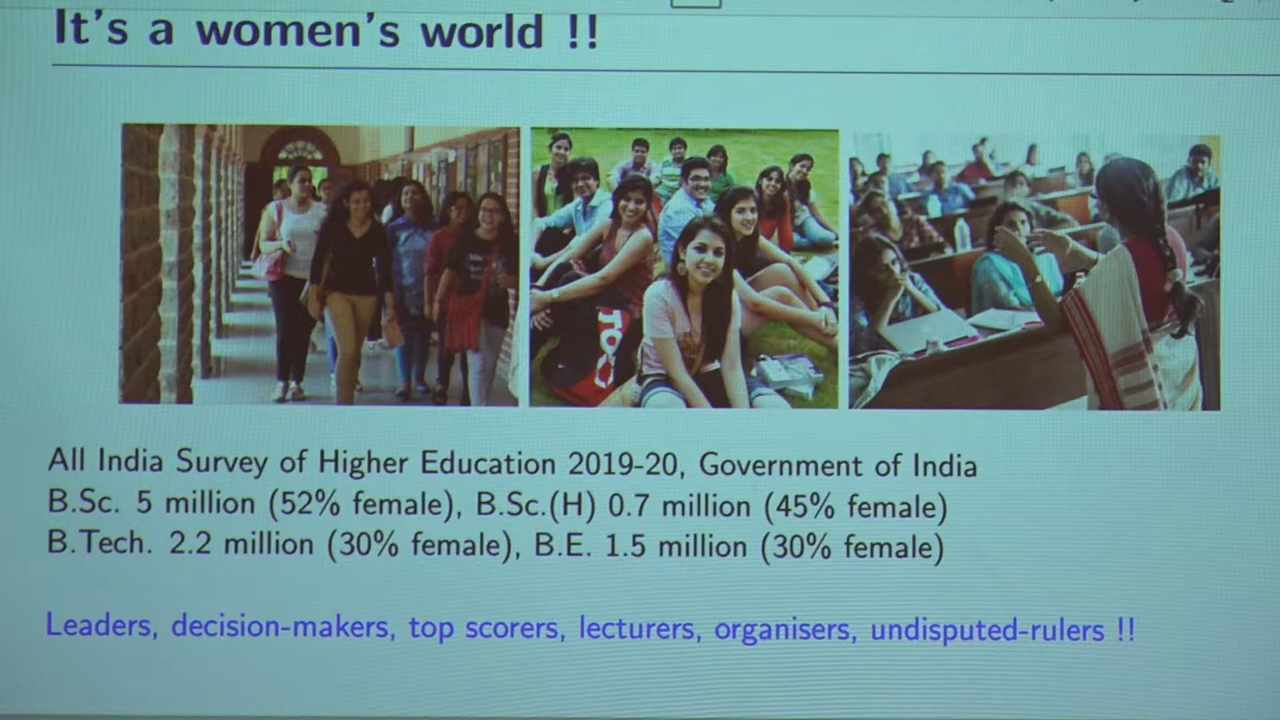 It's a women's world !!
TOO
All India Survey of Higher Education 2019-20, Government of India
B.Sc. 5 million (52% female), B.Sc.(H) 0.7 million (45% female)
B.Tech. 2.2 million (30% female), B.E. 1.5 million (30% female)
Leaders, decision-makers, top scorers, lecturers, organisers, undisputed-rulers !!